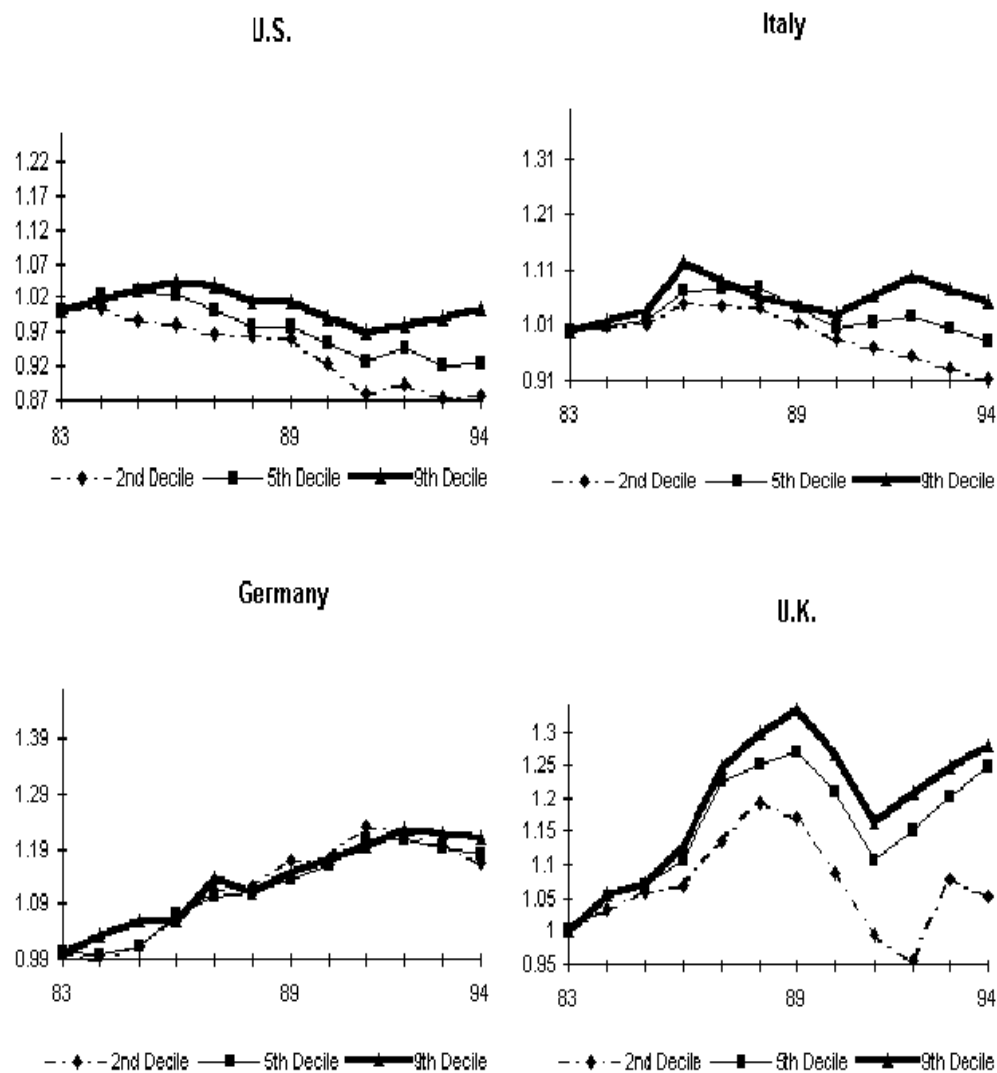 U.S.
1.22
1.17
1.12
1.07
1.02
0.97
0.92
0.87
83 89 94
2nd Decile 5th Decile 9th Decile
Italy
1.31
1.21
1.11
1.01
0.91
83 89 94
2nd Decile 5th Decile 9th Decile
Germany
1.39
1.29
1.19
1.09
0.99
83 89 94
2nd Decile 5th Decile 9th Decile
U.K.
1.3
1.25
1.2
1.15
1.1
1.05
1
0.95
83 89 94
2nd Decile 5th Decile 9th Decile